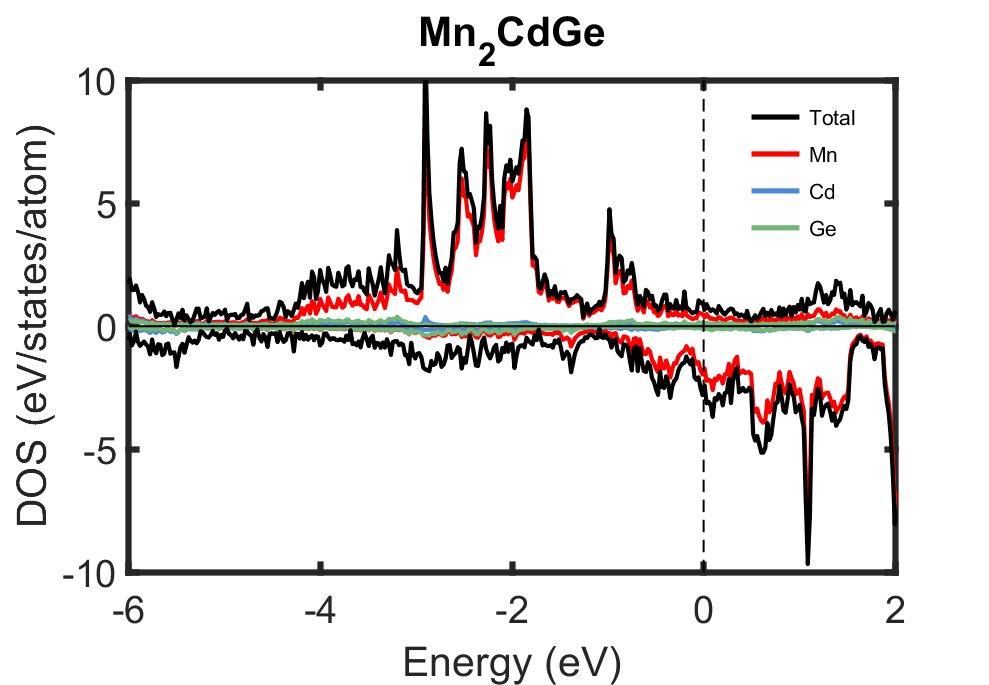 Mn₂CdGe
10
5
0
-5
-10
DOS (eV/states/atom)
Total
Mn
Cd
Ge
-6 -4 -2 0 2
Energy (eV)